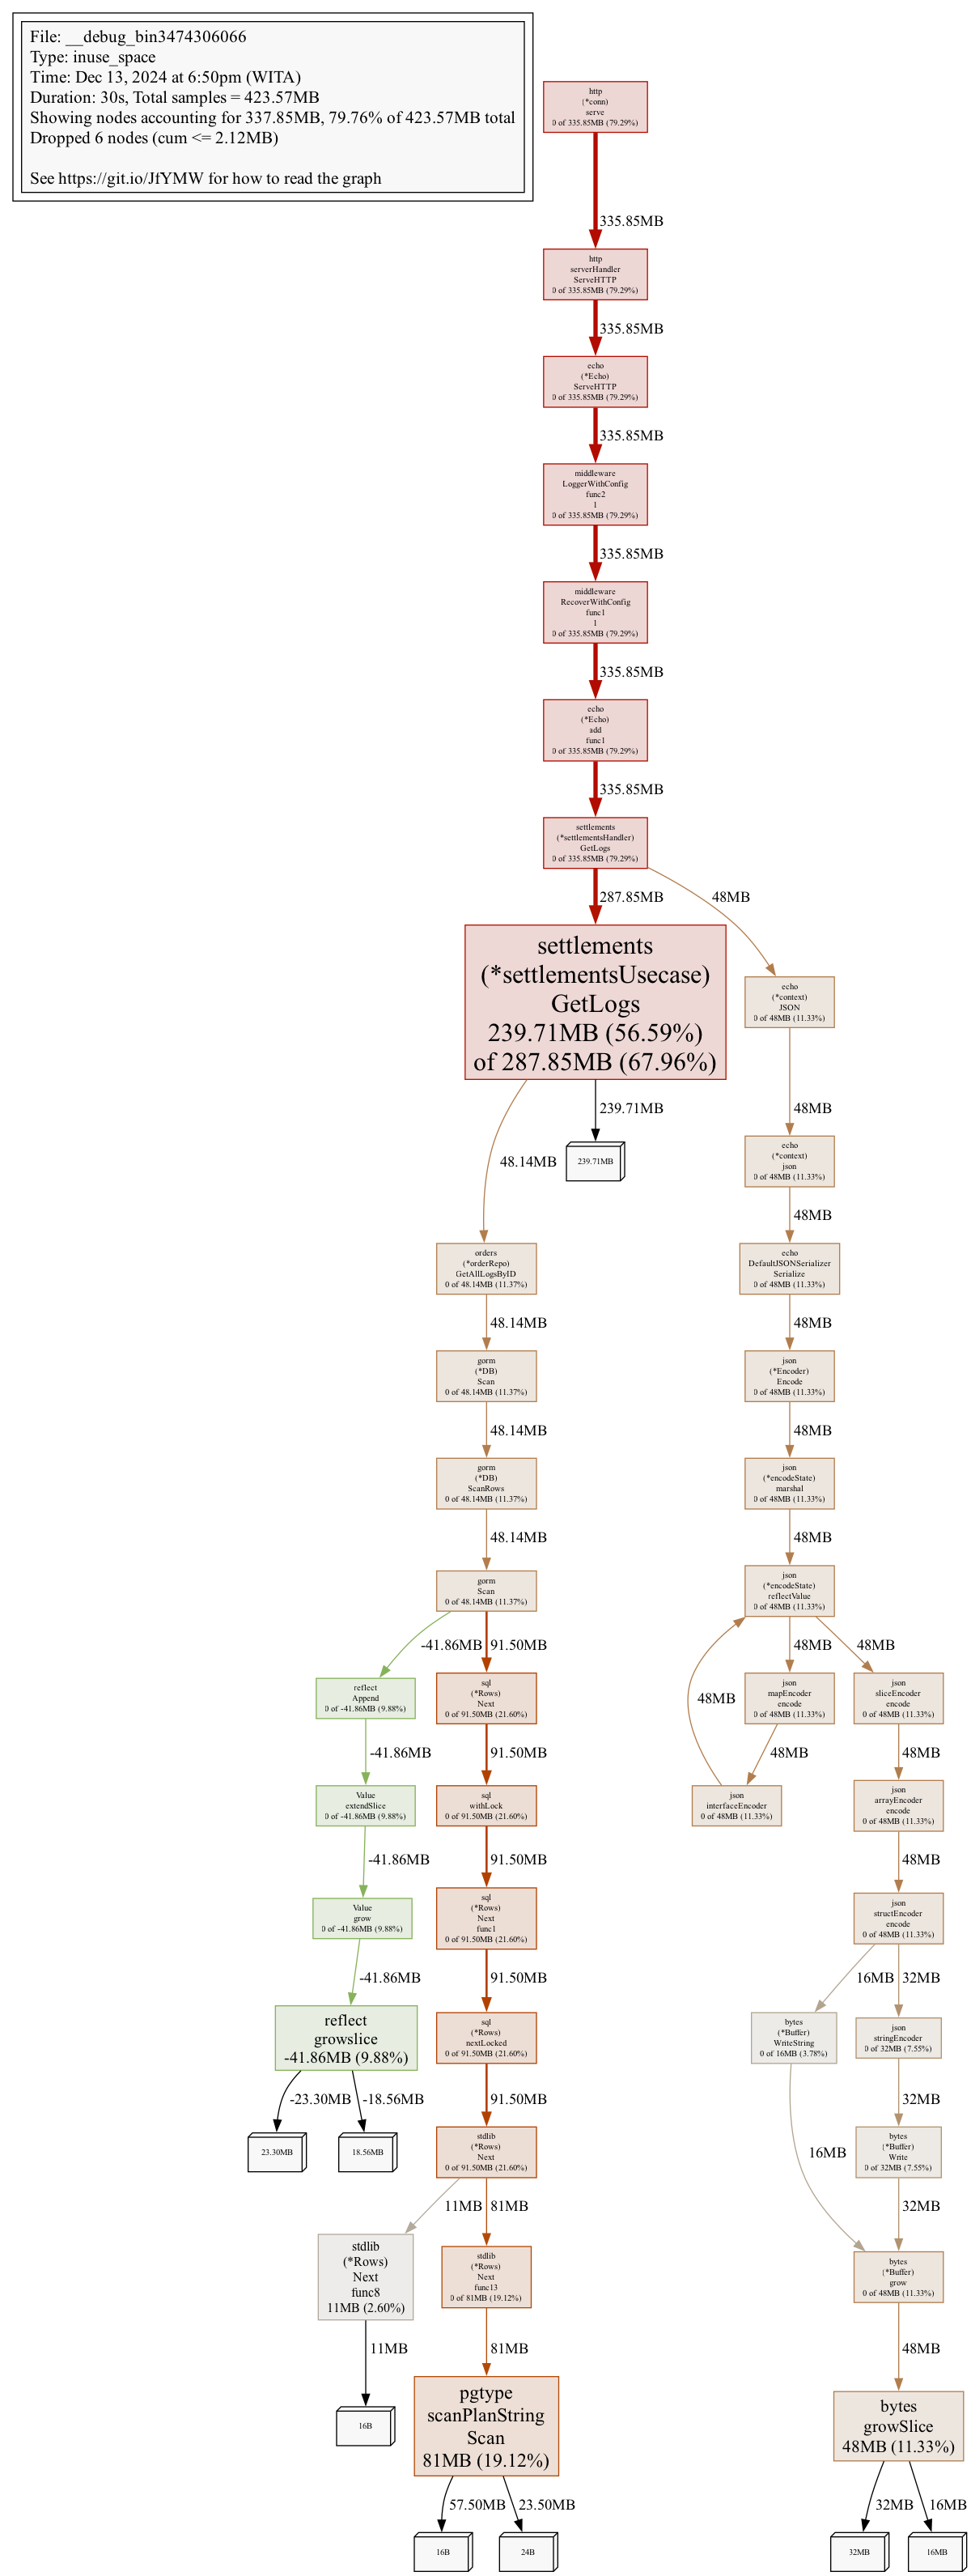 File: __debug_bin3474306066
Type: inuse_space
Time: Dec 13, 2024 at 6:50pm (WITA)
Duration: 30s, Total samples = 423.57MB
Showing nodes accounting for 337.85MB, 79.76% of 423.57MB total
Dropped 6 nodes (cum <= 2.12MB)
See https://git.io/JfYMW for how to read the graph
http
(*conn)
serve
0 of 335.85MB (79.29%)
335.85MB
http
serverHandler
ServeHTTP
0 of 335.85MB (79.29%)
335.85MB
echo
(*Echo)
ServeHTTP
0 of 335.85MB (79.29%)
335.85MB
middleware
LoggerWithConfig
func2
1
0 of 335.85MB (79.29%)
335.85MB
middleware
RecoverWithConfig
func1
1
0 of 335.85MB (79.29%)
335.85MB
echo
(*Echo)
add
func1
0 of 335.85MB (79.29%)
335.85MB
settlements
(*settlementsHandler)
GetLogs
0 of 335.85MB (79.29%)
287.85MB
48MB
settlements
(*settlementsUsecase)
GetLogs
239.71MB (56.59%)
of 287.85MB (67.96%)
echo
(*context)
JSON
0 of 48MB (11.33%)
48.14MB
239.71MB
239.71MB
48MB
echo
(*context)
json
0 of 48MB (11.33%)
48MB
orders
(*orderRepo)
GetAllLogsByID
0 of 48.14MB (11.37%)
echo
DefaultJSONSerializer
Serialize
0 of 48MB (11.33%)
48.14MB
48MB
gorm
(*DB)
Scan
0 of 48.14MB (11.37%)
json
(*Encoder)
Encode
0 of 48MB (11.33%)
48.14MB
48MB
gorm
(*DB)
ScanRows
0 of 48.14MB (11.37%)
json
(*encodeState)
marshal
0 of 48MB (11.33%)
48.14MB
48MB
gorm
Scan
0 of 48.14MB (11.37%)
json
(*encodeState)
reflectValue
0 of 48MB (11.33%)
-41.86MB
91.50MB
48MB
48MB
reflect
Append
0 of -41.86MB (9.88%)
sql
(*Rows)
Next
0 of 91.50MB (21.60%)
48MB
json
mapEncoder
encode
0 of 48MB (11.33%)
json
sliceEncoder
encode
0 of 48MB (11.33%)
-41.86MB
91.50MB
48MB
48MB
Value
extendSlice
0 of -41.86MB (9.88%)
sql
withLock
0 of 91.50MB (21.60%)
json
interfaceEncoder
0 of 48MB (11.33%)
json
arrayEncoder
encode
0 of 48MB (11.33%)
-41.86MB
91.50MB
48MB
Value
grow
0 of -41.86MB (9.88%)
sql
(*Rows)
Next
func1
0 of 91.50MB (21.60%)
json
structEncoder
encode
0 of 48MB (11.33%)
-41.86MB
91.50MB
16MB
32MB
reflect
growslice
-41.86MB (9.88%)
sql
(*Rows)
nextLocked
0 of 91.50MB (21.60%)
bytes
(*Buffer)
WriteString
0 of 16MB (3.78%)
json
stringEncoder
0 of 32MB (7.55%)
-23.30MB
-18.56MB
91.50MB
32MB
23.30MB
18.56MB
stdlib
(*Rows)
Next
0 of 91.50MB (21.60%)
16MB
bytes
(*Buffer)
Write
0 of 32MB (7.55%)
11MB
81MB
32MB
stdlib
(*Rows)
Next
func8
11MB (2.60%)
stdlib
(*Rows)
Next
func13
0 of 81MB (19.12%)
bytes
(*Buffer)
grow
0 of 48MB (11.33%)
11MB
81MB
48MB
16B
pgtype
scanPlanString
Scan
81MB (19.12%)
bytes
growSlice
48MB (11.33%)
57.50MB
23.50MB
32MB
16MB
16B
24B
32MB
16MB